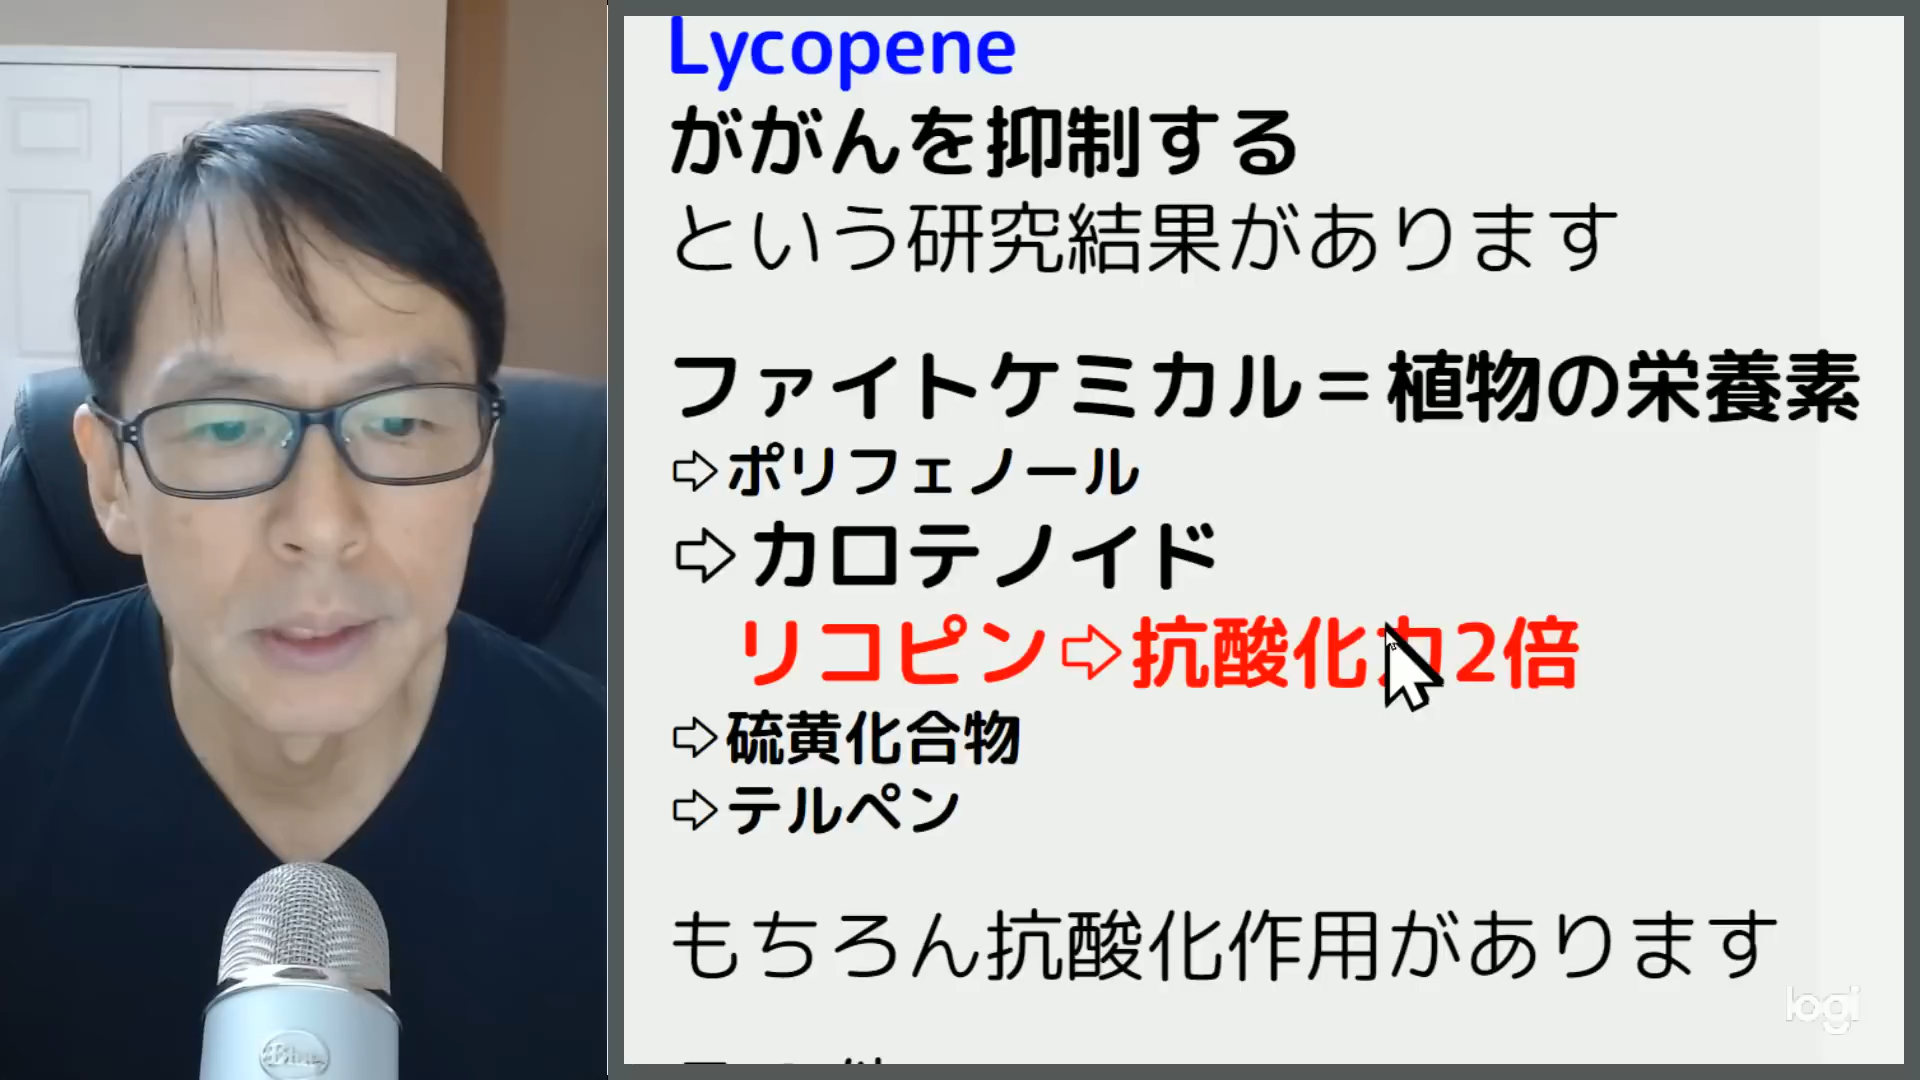 Lycopene
ががんを抑制する
という研究結果があります
ファイトケミカル＝植物の栄養素
⇨ポリフェノール
⇨カロテノイド
リコピン⇨抗酸化力2倍
⇨硫黄化合物
⇨テルペン
もちろん抗酸化作用があります
logi
Blue